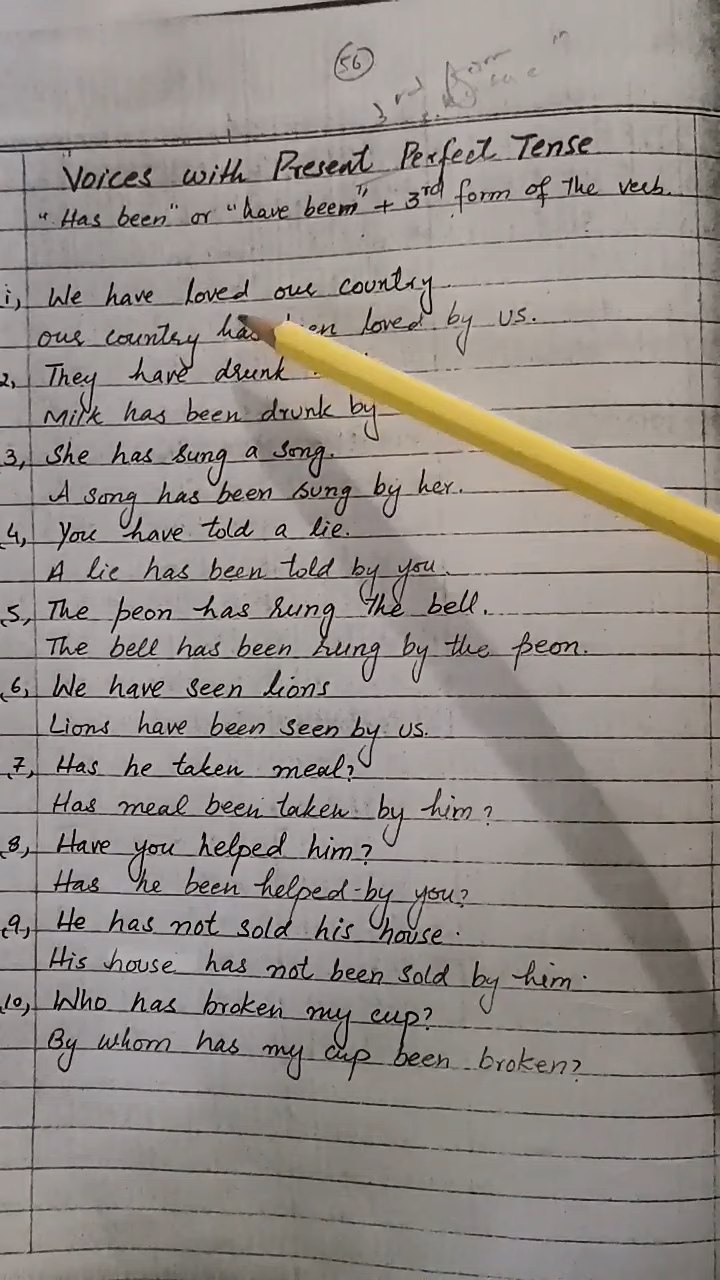 56
3rd form
Voices with Present Perfect Tense
"Has been" or "have been" + 3rd form of the verb.
i, We have loved our country
our country has been loved by us.
2, They have drunk
Milk has been drunk by
3, She has sung a song.
A song has been sung by her.
4, You have told a lie.
A lie has been told by you.
5, The peon has rung the bell.
The bell has been rung by the peon.
6, We have seen lions
Lions have been seen by us.
7, Has he taken meal?
Has meal been taken by him?
8, Have you helped him?
Has he been helped by you?
9, He has not sold his house.
His house has not been sold by him.
10, Who has broken my cup?
By whom has my cup been broken?